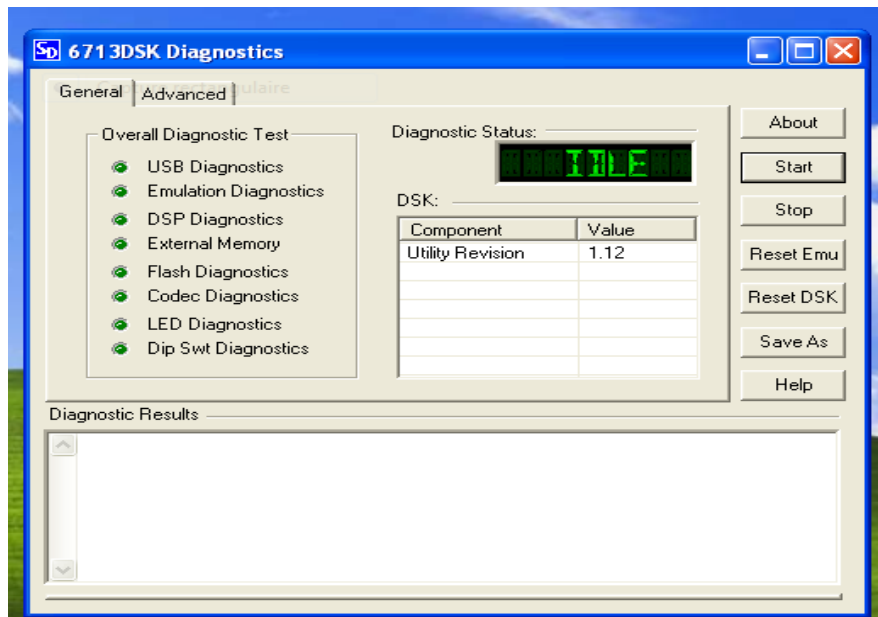 SD 6713DSK Diagnostics
General Advanced
Overall Diagnostic Test
USB Diagnostics
Emulation Diagnostics
DSP Diagnostics
External Memory
Flash Diagnostics
Codec Diagnostics
LED Diagnostics
Dip Swt Diagnostics
Diagnostic Status:
IDLE
DSK:
Component Value
Utility Revision 1.12
About
Start
Stop
Reset Emu
Reset DSK
Save As
Help
Diagnostic Results